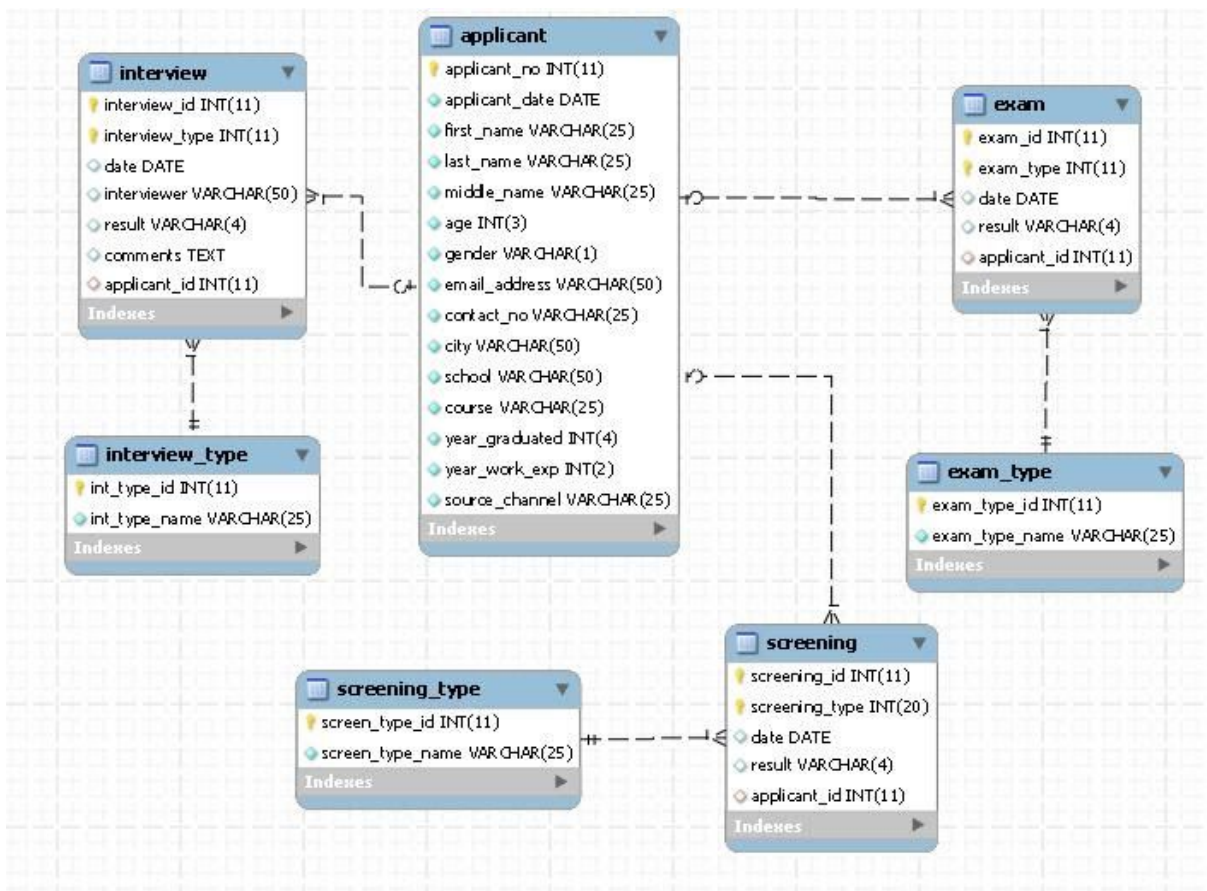 applicant
applicant_no INT(11)
applicant_date DATE
first_name VARCHAR(25)
last_name VARCHAR(25)
middle_name VARCHAR(25)
age INT(3)
gender VARCHAR(1)
email_address VARCHAR(50)
contact_no VARCHAR(25)
city VARCHAR(50)
school VARCHAR(50)
course VARCHAR(25)
year_graduated INT(4)
year_work_exp INT(2)
source_channel VARCHAR(25)
Indexes
interview
interview_id INT(11)
interview_type INT(11)
date DATE
interviewer VARCHAR(50)
result VARCHAR(4)
comments TEXT
applicant_id INT(11)
Indexes
exam
exam_id INT(11)
exam_type INT(11)
date DATE
result VARCHAR(4)
applicant_id INT(11)
Indexes
interview_type
int_type_id INT(11)
int_type_name VARCHAR(25)
Indexes
exam_type
exam_type_id INT(11)
exam_type_name VARCHAR(25)
Indexes
screening_type
screen_type_id INT(11)
screen_type_name VARCHAR(25)
Indexes
screening
screening_id INT(11)
screening_type INT(20)
date DATE
result VARCHAR(4)
applicant_id INT(11)
Indexes